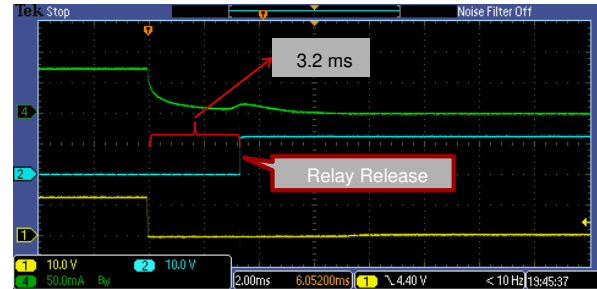 Tek Stop
Noise Filter Off
3.2 ms
4
2
Relay Release
1
1 10.0 V 2 10.0 V
4 50.0mA BW 2.00ms 6.05200ms 1 \ 4.40 V < 10 Hz 19:45:37